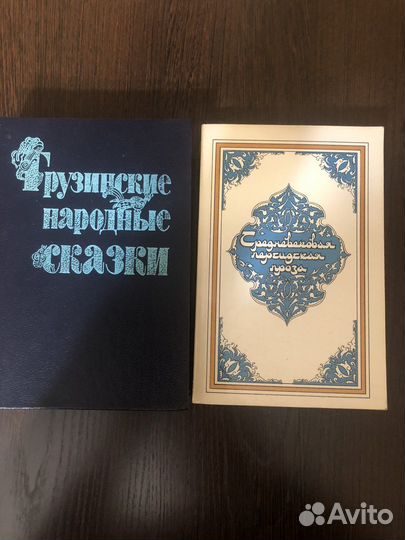 Грузинские
народные
сказки
Средневековая
персидская
проза
Avito